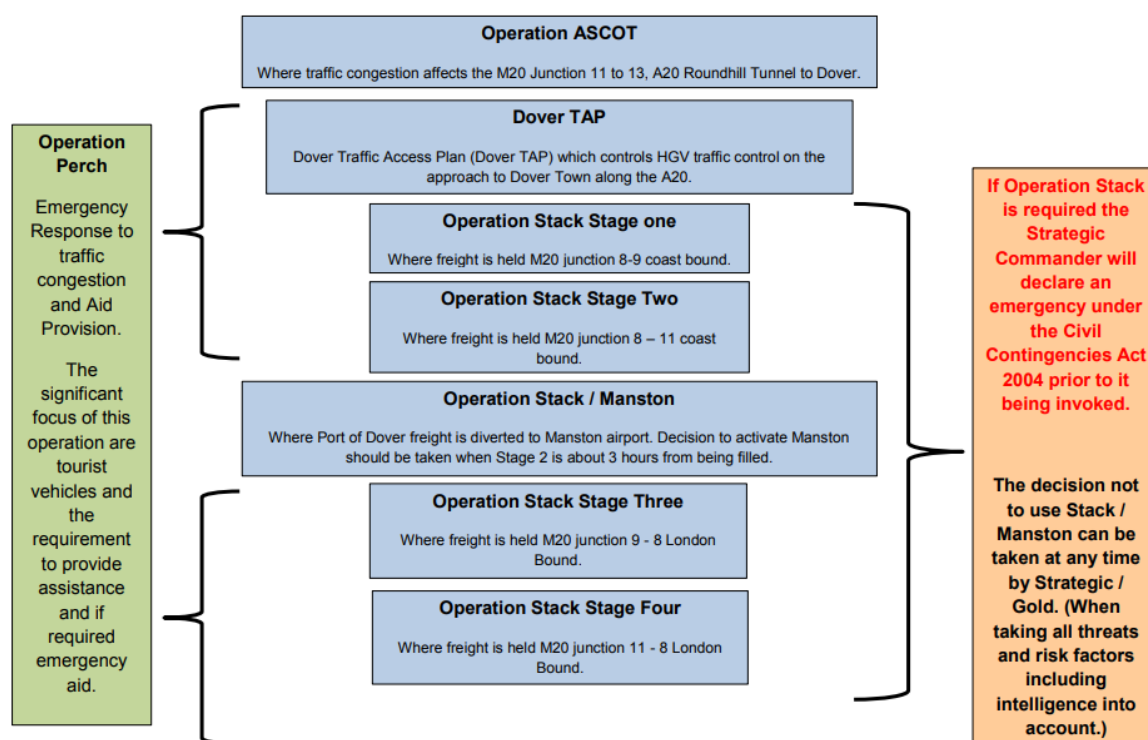 Operation ASCOT
Where traffic congestion affects the M20 Junction 11 to 13, A20 Roundhill Tunnel to Dover.
Dover TAP
Dover Traffic Access Plan (Dover TAP) which controls HGV traffic control on the
approach to Dover Town along the A20.
Operation Stack Stage one
Where freight is held M20 junction 8-9 coast bound.
Operation Stack Stage Two
Where freight is held M20 junction 8 – 11 coast
bound.
Operation Stack / Manston
Where Port of Dover freight is diverted to Manston airport. Decision to activate Manston
should be taken when Stage 2 is about 3 hours from being filled.
Operation Stack Stage Three
Where freight is held M20 junction 9 - 8 London
Bound.
Operation Stack Stage Four
Where freight is held M20 junction 11 - 8 London
Bound.
Operation
Perch
Emergency
Response to
traffic
congestion
and Aid
Provision.
The
significant
focus of this
operation are
tourist
vehicles and
the
requirement
to provide
assistance
and if
required
emergency
aid.
If Operation Stack
is required the
Strategic
Commander will
declare an
emergency under
the Civil
Contingencies Act
2004 prior to it
being invoked.
The decision not
to use Stack /
Manston can be
taken at any time
by Strategic /
Gold. (When
taking all threats
and risk factors
including
intelligence into
account.)